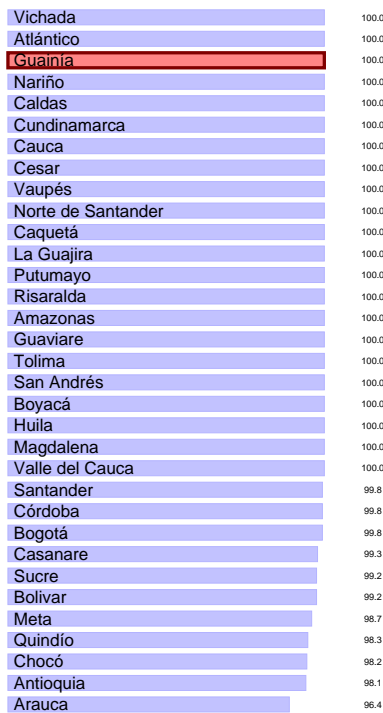 Vichada 100.0
Atlántico 100.0
Guainía 100.0
Nariño 100.0
Caldas 100.0
Cundinamarca 100.0
Cauca 100.0
Cesar 100.0
Vaupés 100.0
Norte de Santander 100.0
Caquetá 100.0
La Guajira 100.0
Putumayo 100.0
Risaralda 100.0
Amazonas 100.0
Guaviare 100.0
Tolima 100.0
San Andrés 100.0
Boyacá 100.0
Huila 100.0
Magdalena 100.0
Valle del Cauca 100.0
Santander 99.8
Córdoba 99.8
Bogotá 99.8
Casanare 99.3
Sucre 99.2
Bolivar 99.2
Meta 98.7
Quindío 98.3
Chocó 98.2
Antioquia 98.1
Arauca 96.4